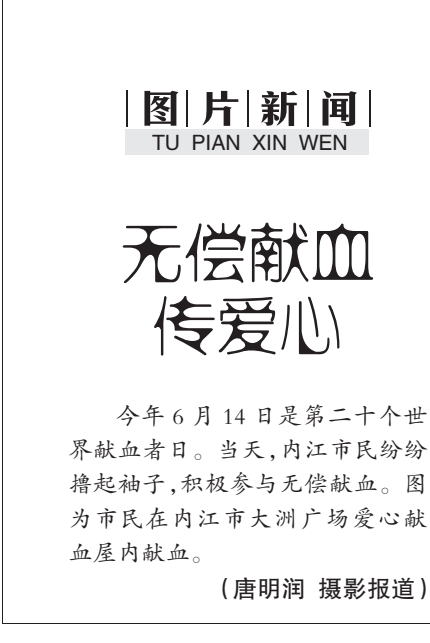 图片新闻
TU PIAN XIN WEN
无偿献血
传爱心
今年 6 月 14 日是第二十个世
界献血者日。当天,内江市民纷纷
撸起袖子,积极参与无偿献血。图
为市民在内江市大洲广场爱心献
血屋内献血。
(唐明润 摄影报道)